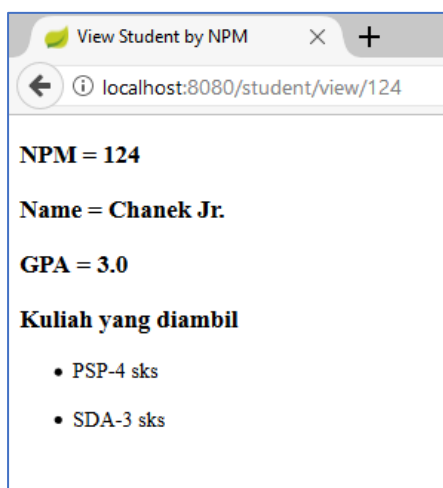 View Student by NPM
localhost:8080/student/view/124
NPM = 124
Name = Chanek Jr.
GPA = 3.0
Kuliah yang diambil
• PSP-4 sks
• SDA-3 sks